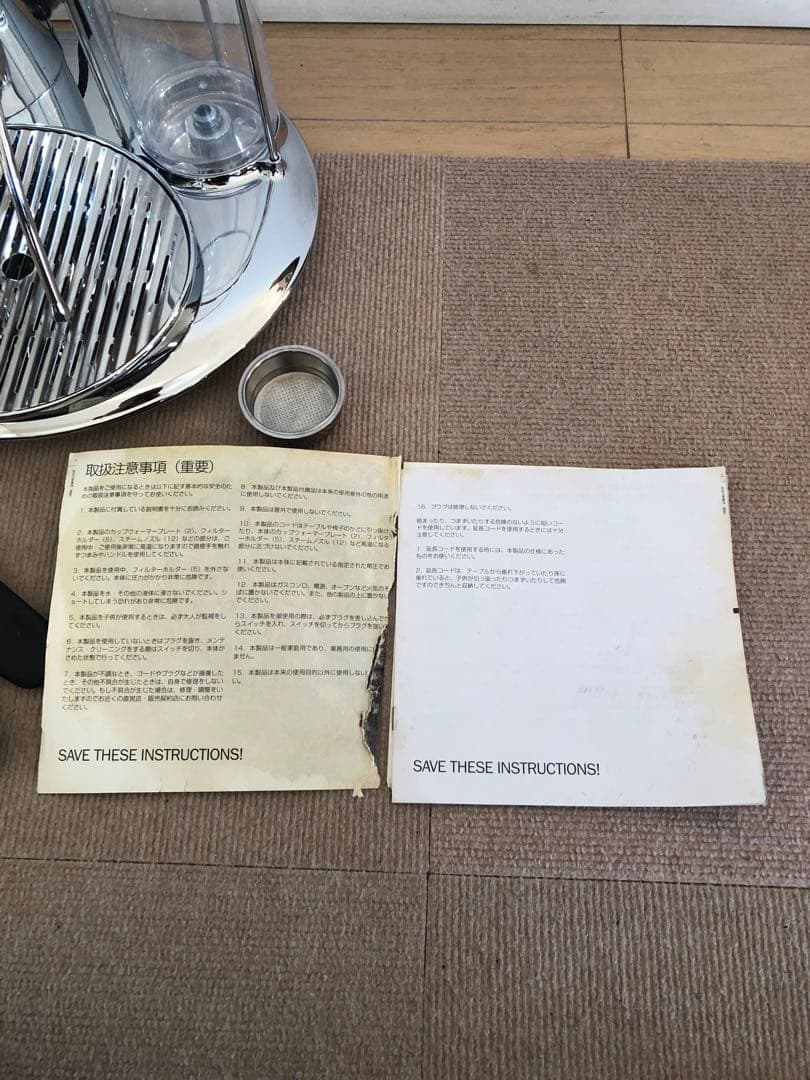 取扱注意事項（重要）
本製品をご使用になるときは以下に記す基本的な安全のた
めの取扱注意事項を守ってお使いください。
1 本製品に付属している説明書を十分にお読みください。
2 本製品のカップウォーマープレート（2）、フィルター
ホルダー（5）、スチームノズル（12）などの部分は、ご
使用中・ご使用後非常に高温になりますので直接手を触れ
ずつまみやハンドルを使用してください。
3 本製品を使用中、フィルターホルダー（5）を外さな
いでください。本体に圧力がかかり非常に危険です。
4 本製品を水・その他の液体に浸さないでください。シ
ョートしてしまう恐れがあり非常に危険です。
5 本製品を子供が使用するときは、必ず大人が監視をし
てください。
6 本製品を使用していないときはプラグを抜き、メンテ
ナンス・クリーニングをする際はスイッチを切り、本体が
さめた状態で行ってください。
7 本製品が不調なとき、コードやプラグなどが損傷した
とき、その他不具合が生じたときは、自身で修理をしない
でください。もし不具合が生じた場合は、修理・調整をい
たしますのでお近くの直営店・販売契約店にお問い合わせ
ください。
8 本製品及び本製品付属品は本来の使用意外の他の用途
に使用しないでください。
9 本製品は屋外で使用しないでください。
10 本製品のコードはテーブルや椅子のかどに引っ掛け
たり、本体のカップウォーマープレート（2）、フィルタ
ーホルダー（5）、スチームノズル（12）など高温になる
部分に近づけないでください。
11 本製品は本体に記載されている指定された電圧でお
使いください。
12 本製品はガスコンロ、電源、オーブンなど火気のそ
ばに置かないでください。また、他の製品の上に置かない
でください。
13 本製品を御使用の際は、必ずプラグを差し込んでか
らスイッチを入れ、スイッチを切ってからプラグを抜い
ください。
14 本製品は一般家庭用であり、業務用の使用に
ません。
15 本製品は本来の使用目的以外に使用しない
い。
SAVE THESE INSTRUCTIONS!
16 プラグは修理しないでください。
絡まったり、つまずいたりする危険のないように短いコー
ドを使用しています。延長コードを使用するときには十分
注意してください。
1 延長コードを使用する時には、本製品の仕様にあった
ものをお使いください。
2 延長コードは、テーブルから垂れ下がっていたり床に
垂れていると、子供が引っ張ったりつまずいたりして危険
ですのできちんと収納してください。
SAVE THESE INSTRUCTIONS!